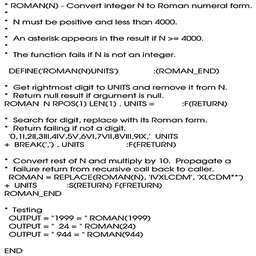 * ROMAN(N) - Convert integer N to Roman numeral form.
*
* N must be positive and less than 4000.
*
* An asterisk appears in the result if N >= 4000.
*
* The function fails if N is not an integer.

DEFINE('ROMAN(N)UNITS') :(ROMAN_END)

* Get rightmost digit to UNITS and remove it from N.
* Return null result if argument is null.
ROMAN N RPOS(1) LEN(1) . UNITS = :F(RETURN)

* Search for digit, replace with its Roman form.
* Return failing if not a digit.
'0,1I,2II,3III,4IV,5V,6VI,7VII,8VIII,9IX,' UNITS
+ BREAK(',') . UNITS :F(FRETURN)

* Convert rest of N and multiply by 10. Propagate a
* failure return from recursive call back to caller.
ROMAN = REPLACE(ROMAN(N), 'IVXLCDM', 'XLCDM**')
+ UNITS :S(RETURN) F(FRETURN)
ROMAN_END

* Testing
OUTPUT = "1999 = " ROMAN(1999)
OUTPUT = " 24 = " ROMAN(24)
OUTPUT = " 944 = " ROMAN(944)

END